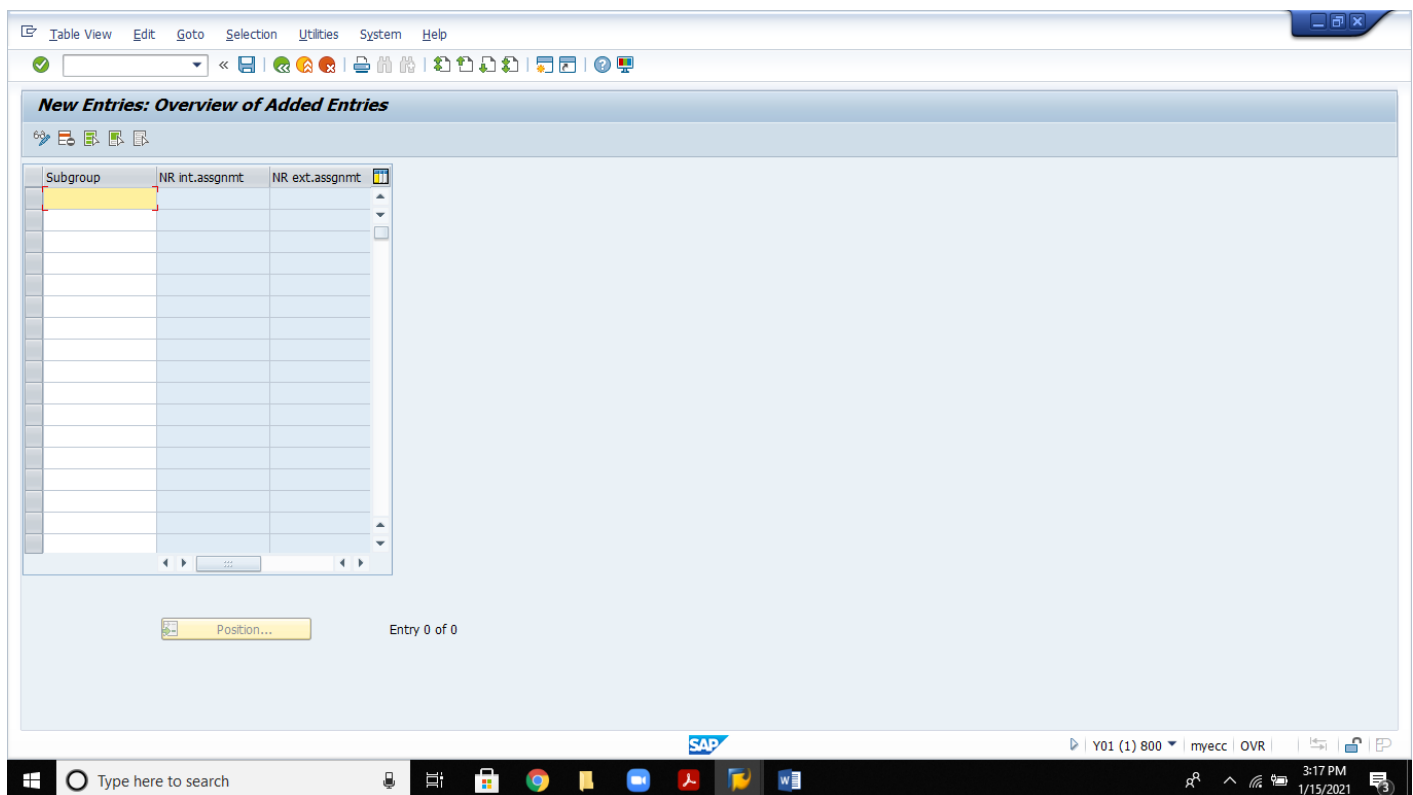 Table View Edit Goto Selection Utilities System Help
New Entries: Overview of Added Entries
Subgroup NR int.assgnmt NR ext.assgnmt
Position... Entry 0 of 0
SAP Y01 (1) 800 myecc OVR
Type here to search 3:17 PM
1/15/2021 3